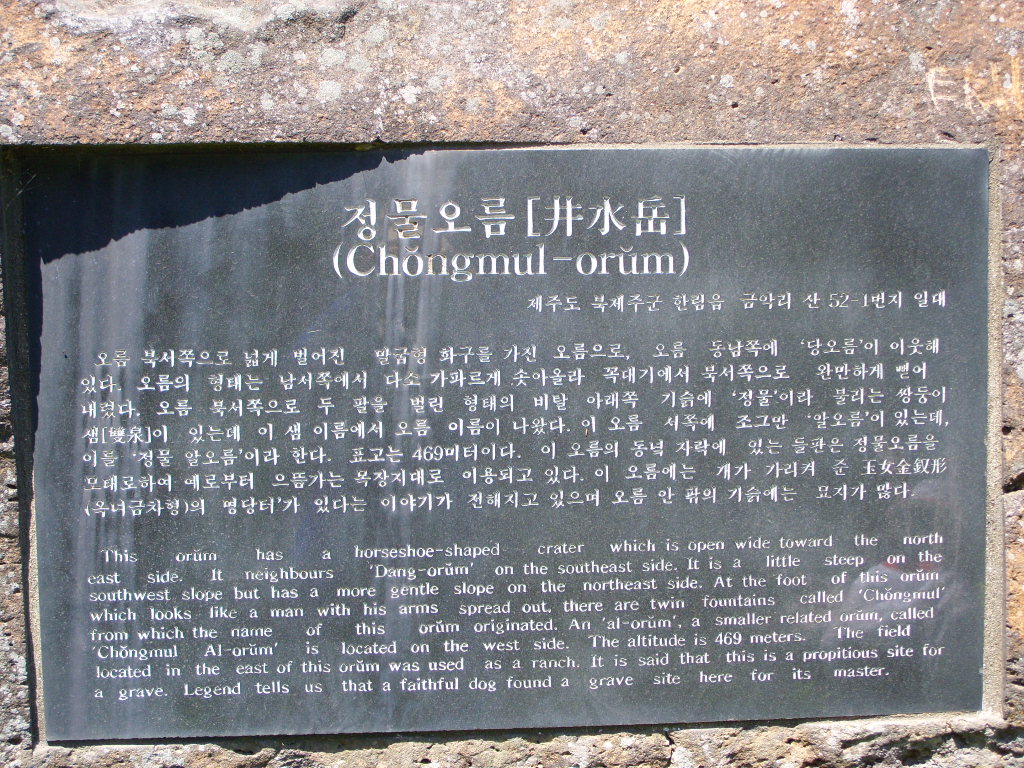 정물오름[井水岳]
(Chŏngmul-orŭm)
제주도 북제주군 한림읍 금악리 산 52-1번지 일대
오름 북서쪽으로 넓게 벌어진 말굽형 화구를 가진 오름으로, 오름 동남쪽에 '당오름'이 이웃해
있다. 오름의 형태는 남서쪽에서 다소 가파르게 솟아올라 꼭대기에서 북서쪽으로 완만하게 뻗어
내렸다. 오름 북서쪽으로 두 팔을 벌린 형태의 비탈 아래쪽 기슭에 '정물'이라 불리는 쌍둥이
샘[雙泉]이 있는데 이 샘 이름에서 오름 이름이 나왔다. 이 오름 서쪽에 조그만 '알오름'이 있는데,
이를 '정물 알오름'이라 한다. 표고는 469미터이다. 이 오름의 동녘 자락에 있는 들판은 정물오름을
모태로하여 예로부터 으뜸가는 목장지대로 이용되고 있다. 이 오름에는 개가 가리켜 준 玉女金釵形
(옥녀금차형)의 명당터'가 있다는 이야기가 전해지고 있으며 오름 안 팎의 기슭에는 묘지가 많다.
This orŭm has a horseshoe-shaped crater which is open wide toward the north
east side. It neighbours 'Dang-orŭm' on the southeast side. It is a little steep on the
southwest slope but has a more gentle slope on the northeast side. At the foot of this orŭm
which looks like a man with his arms spread out, there are twin fountains called 'Chŏngmul'
from which the name of this orŭm originated. An 'al-orŭm', a smaller related orŭm, called
'Chŏngmul Al-orŭm' is located on the west side. The altitude is 469 meters. The field
located in the east of this orŭm was used as a ranch. It is said that this is a propitious site for
a grave. Legend tells us that a faithful dog found a grave site here for its master.